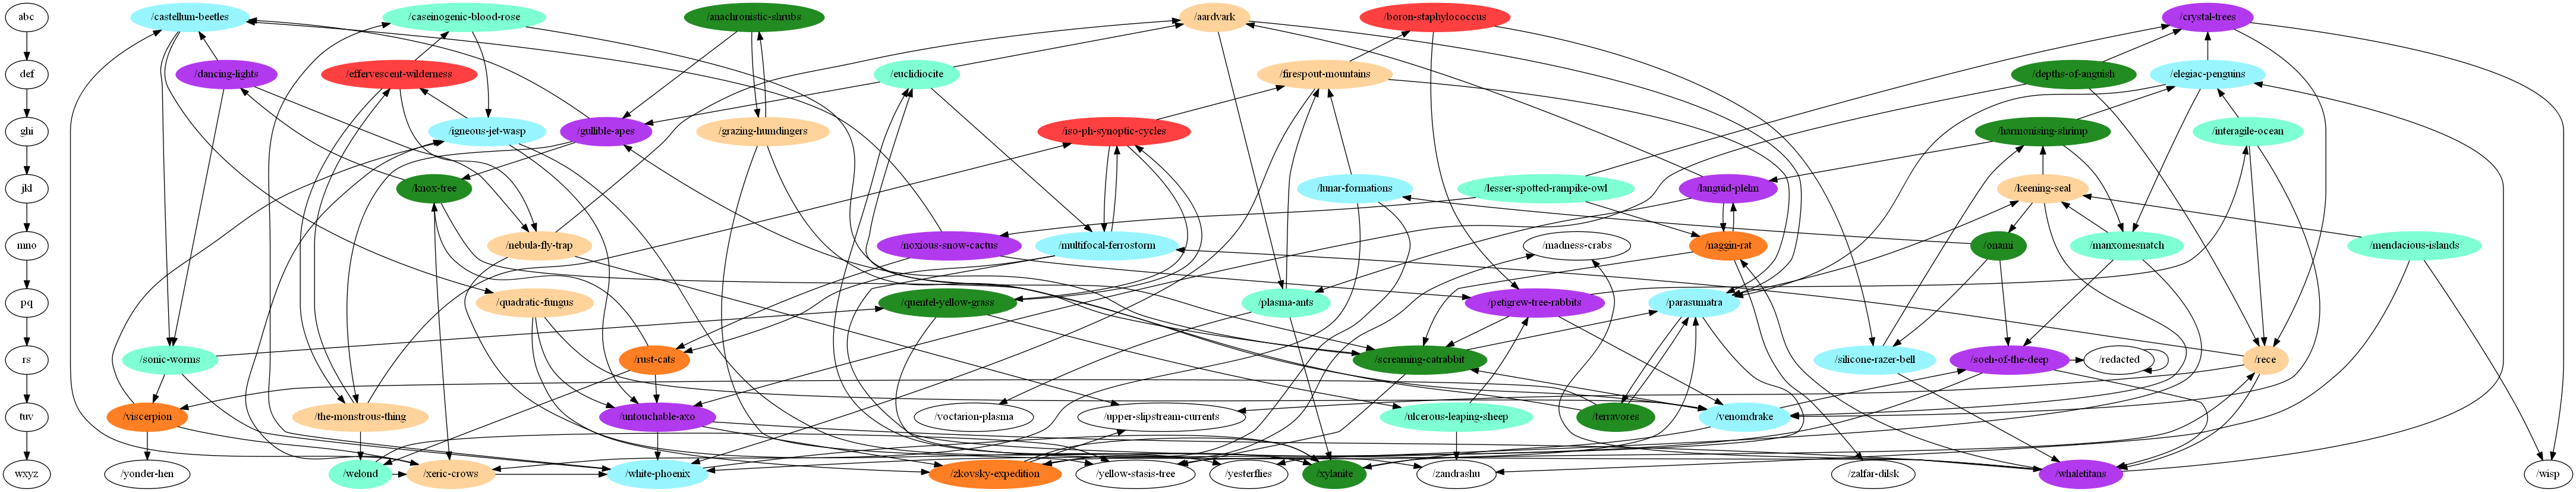 abc
/castellum-beetles
/caseinogenic-blood-rose
/anachronistic-shrubs
/aardvark
/boron-staphylococcus
/crystal-trees
def
/dancing-lights
/effervescent-wilderness
/euclidiocite
/firespout-mountains
/depths-of-anguish
/elegiac-penguins
ghi
/igneous-jet-wasp
/gullible-apes
/grazing-humdingers
/iso-ph-synoptic-cycles
/harmonising-shrimp
/interagile-ocean
jkl
/knox-tree
/lunar-formations
/lesser-spotted-rampike-owl
/languid-plelm
/keening-seal
mno
/nebula-fly-trap
/noxious-snow-cactus
/multifocal-ferrostorm
/madness-crabs
/naggin-rat
/onami
/manxomesnatch
/mendacious-islands
pq
/quadratic-fungus
/quentel-yellow-grass
/plasma-ants
/petigrew-tree-rabbits
/parasumatra
rs
/sonic-worms
/rust-cats
/screaming-catrabbit
/silicone-razer-bell
/soeh-of-the-deep
/redacted
/rece
tuv
/viscerpion
/the-monstrous-thing
/untouchable-axo
/voctarion-plasma
/upper-slipstream-currents
/ulcerous-leaping-sheep
/terravores
/venomdrake
wxyz
/yonder-hen
/welond
/xeric-crows
/white-phoenix
/zkovsky-expedition
/yellow-stasis-tree
/yesterflies
/xylanite
/zandrashu
/zalfar-dilsk
/whaletitans
/wisp